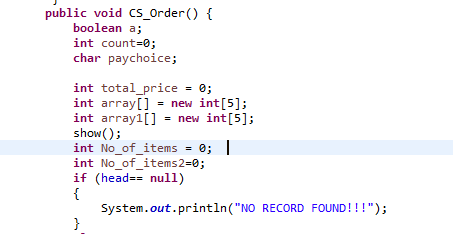 }
public void CS_Order() {
boolean a;
int count=0;
char paychoice;
int total_price = 0;
int array[] = new int[5];
int array1[] = new int[5];
show();
int No_of_items = 0;
int No_of_items2=0;
if (head== null)
{
System.out.println("NO RECORD FOUND!!!");
}